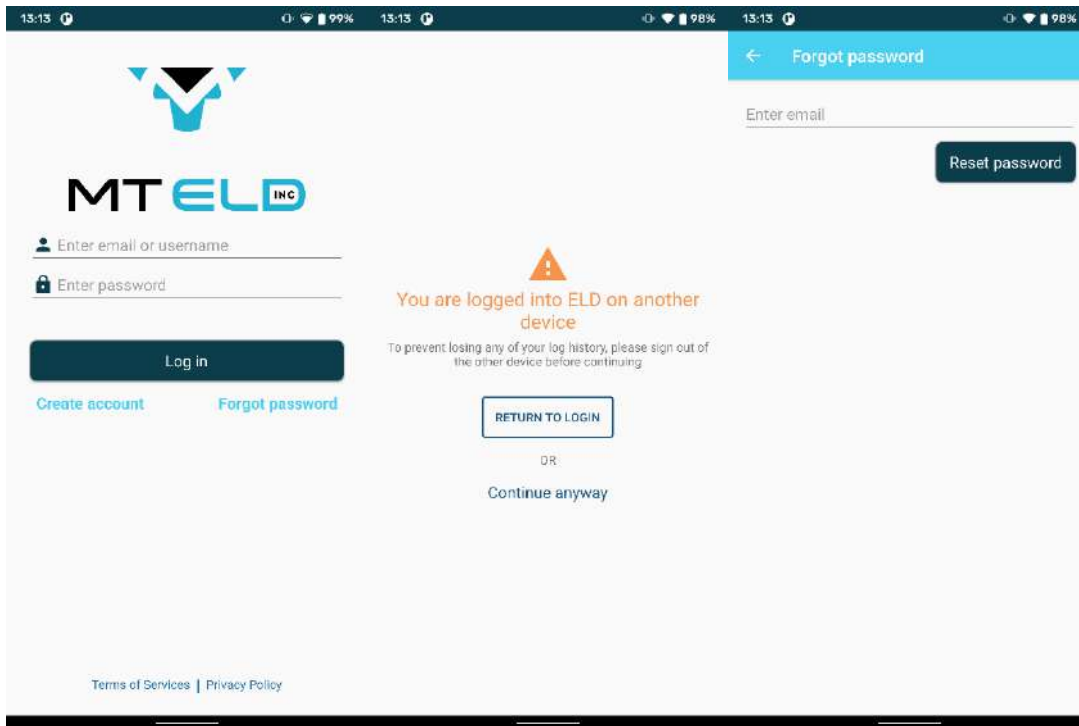 13:13
99%
MT ELD INC
Enter email or username
Enter password
Log in
Create account
Forgot password
Terms of Services | Privacy Policy
13:13
98%
You are logged into ELD on another
device
To prevent losing any of your log history, please sign out of
the other device before continuing
RETURN TO LOGIN
OR
Continue anyway
13:13
98%
Forgot password
Enter email
Reset password